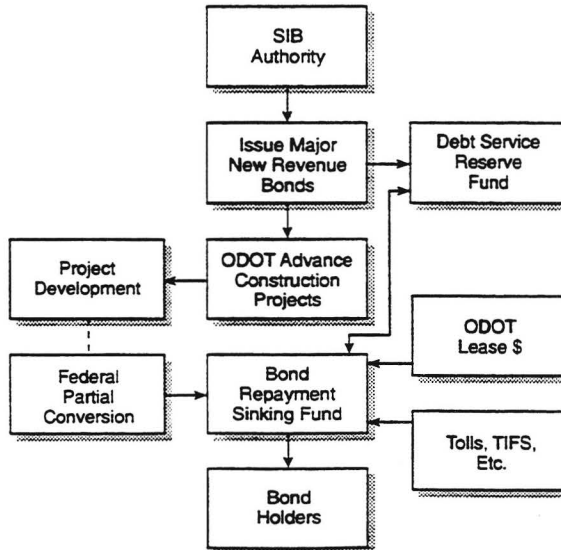 SIB
Authority
Issue Major
New Revenue
Bonds
Debt Service
Reserve
Fund
Project
Development
ODOT Advance
Construction
Projects
ODOT
Lease $
Federal
Partial
Conversion
Bond
Repayment
Sinking Fund
Tolls, TIFS,
Etc.
Bond
Holders